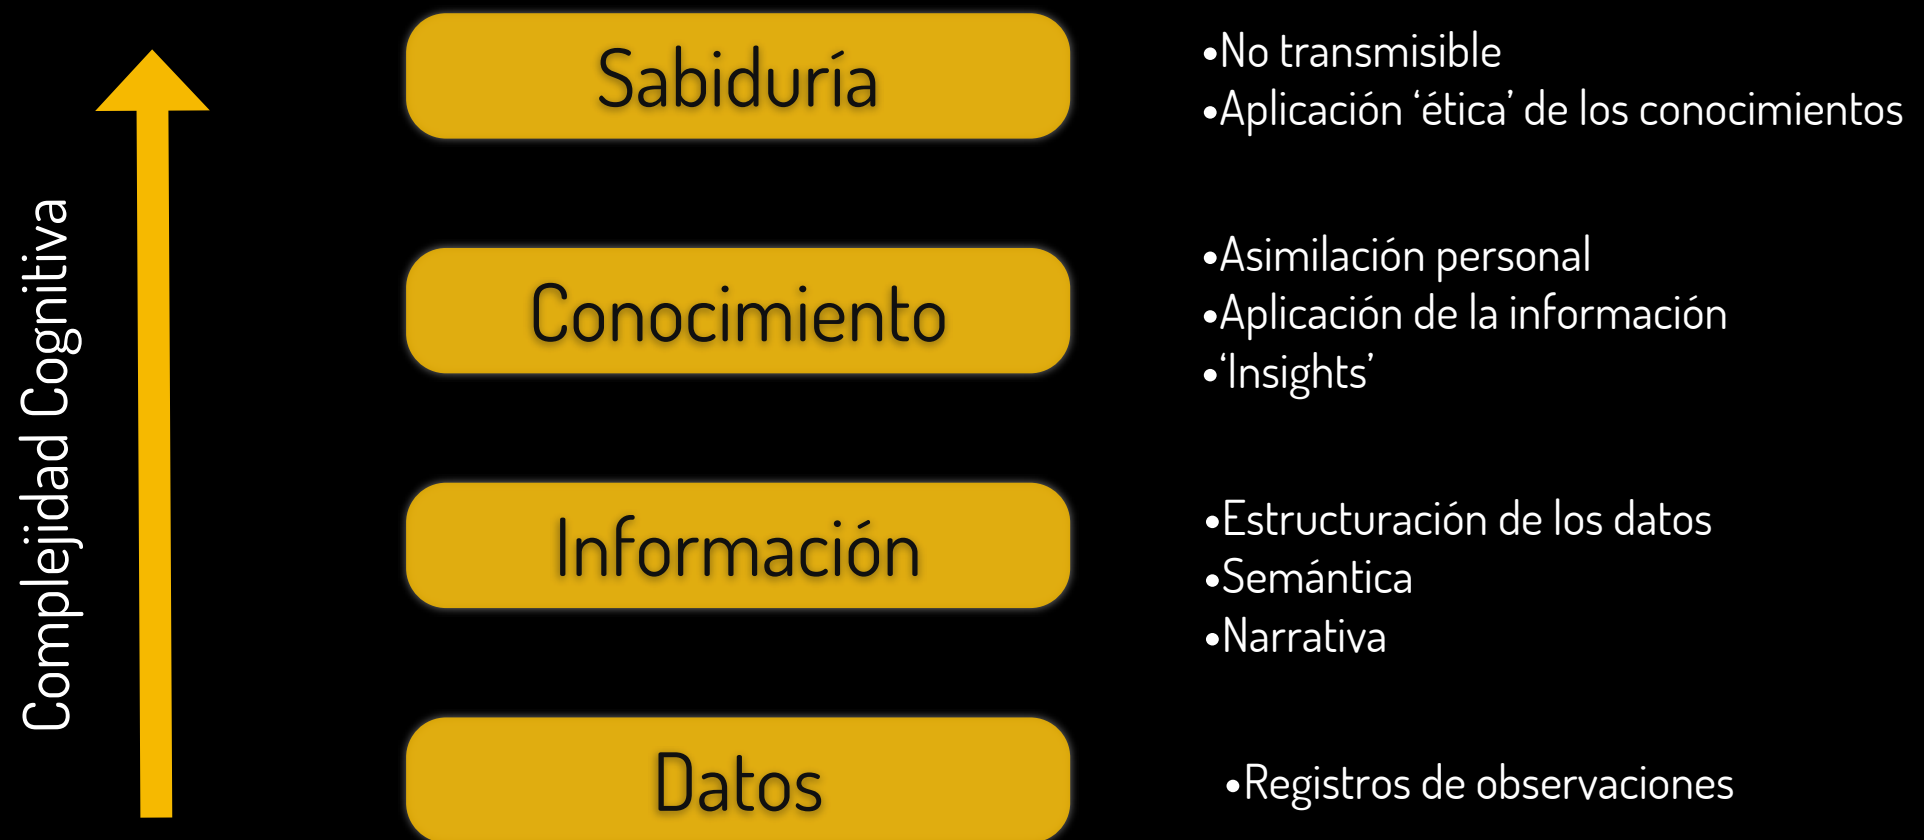 Complejidad Cognitiva
Sabiduría
•No transmisible
•Aplicación ‘ética’ de los conocimientos
Conocimiento
•Asimilación personal
•Aplicación de la información
•‘Insights’
Información
•Estructuración de los datos
•Semántica
•Narrativa
Datos
•Registros de observaciones